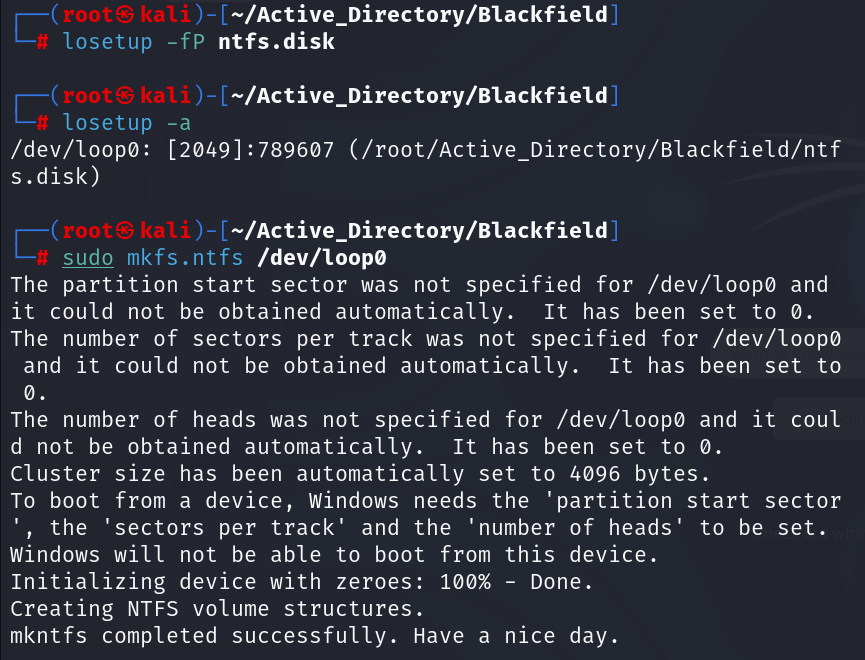 ┌──(root㉿kali)-[~/Active_Directory/Blackfield]
└─# losetup -fP ntfs.disk
┌──(root㉿kali)-[~/Active_Directory/Blackfield]
└─# losetup -a
/dev/loop0: [2049]:789607 (/root/Active_Directory/Blackfield/ntf
s.disk)
┌──(root㉿kali)-[~/Active_Directory/Blackfield]
└─# sudo mkfs.ntfs /dev/loop0
The partition start sector was not specified for /dev/loop0 and
it could not be obtained automatically.  It has been set to 0.
The number of sectors per track was not specified for /dev/loop0
 and it could not be obtained automatically.  It has been set to
 0.
The number of heads was not specified for /dev/loop0 and it coul
d not be obtained automatically.  It has been set to 0.
Cluster size has been automatically set to 4096 bytes.
To boot from a device, Windows needs the 'partition start sector
', the 'sectors per track' and the 'number of heads' to be set.
Windows will not be able to boot from this device.
Initializing device with zeroes: 100% - Done.
Creating NTFS volume structures.
mkntfs completed successfully. Have a nice day.